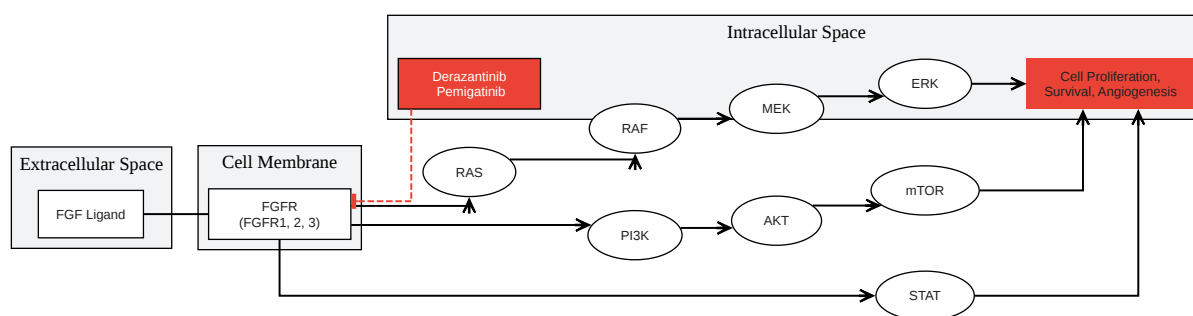 Intracellular Space
Derazantinib
Pemigatinib
ERK
Cell Proliferation,
Survival, Angiogenesis
MEK
RAF
Extracellular Space
Cell Membrane
RAS
FGF Ligand
FGFR
(FGFR1, 2, 3)
mTOR
AKT
PI3K
STAT